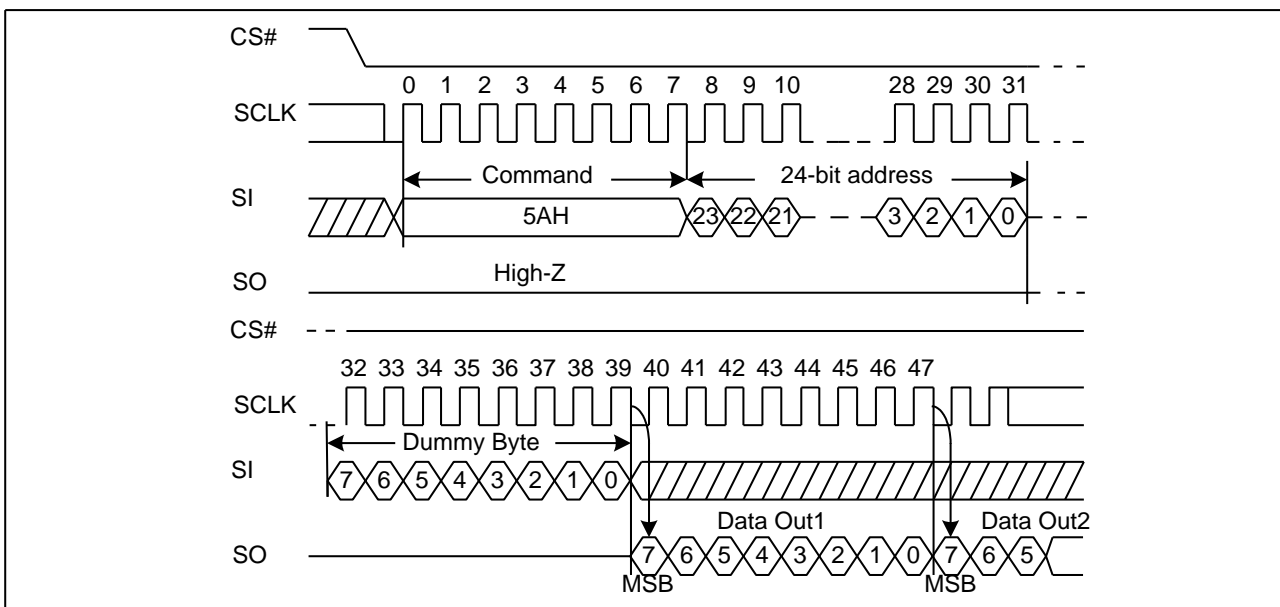 CS#
0 1 2 3 4 5 6 7 8 9 10 28 29 30 31
SCLK
Command 24-bit address
SI
5AH 23 22 21 3 2 1 0
High-Z
SO
CS#
32 33 34 35 36 37 38 39 40 41 42 43 44 45 46 47
SCLK
Dummy Byte
SI
7 6 5 4 3 2 1 0
Data Out1 Data Out2
SO
7 6 5 4 3 2 1 0 7 6 5
MSB MSB